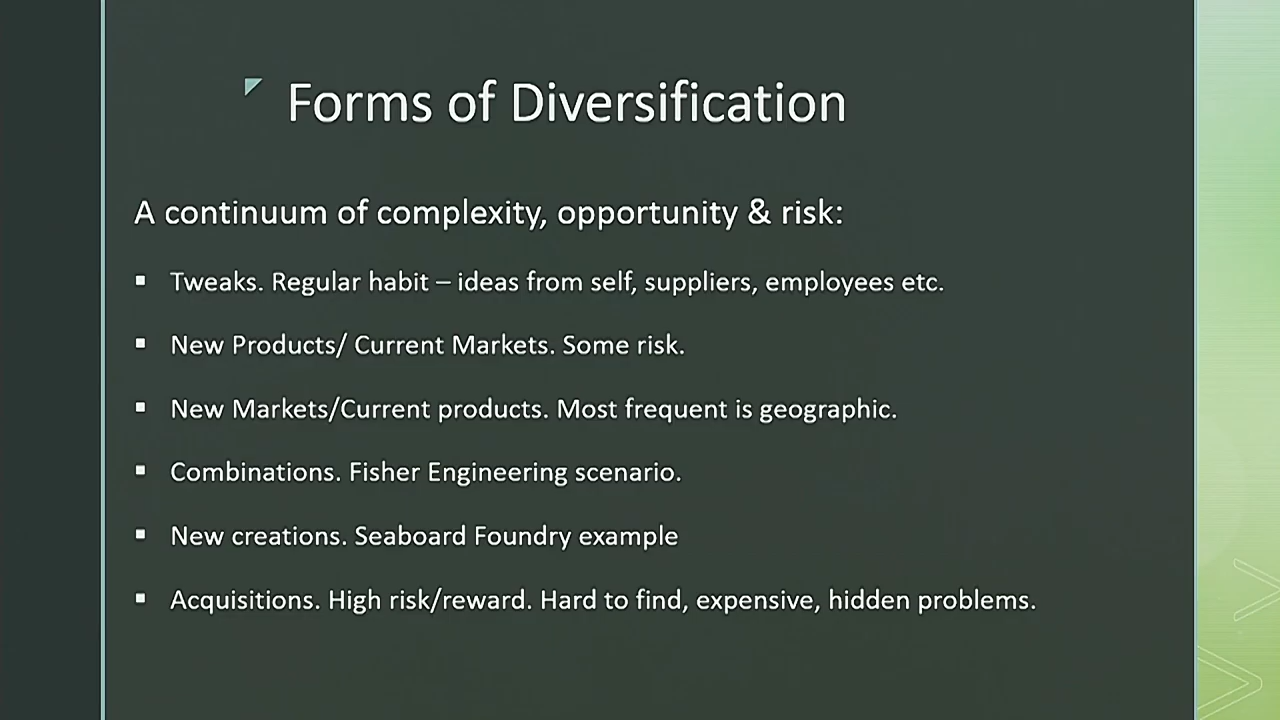 Forms of Diversification
A continuum of complexity, opportunity & risk:
▪ Tweaks. Regular habit – ideas from self, suppliers, employees etc.
▪ New Products/ Current Markets. Some risk.
▪ New Markets/Current products. Most frequent is geographic.
▪ Combinations. Fisher Engineering scenario.
▪ New creations. Seaboard Foundry example
▪ Acquisitions. High risk/reward. Hard to find, expensive, hidden problems.